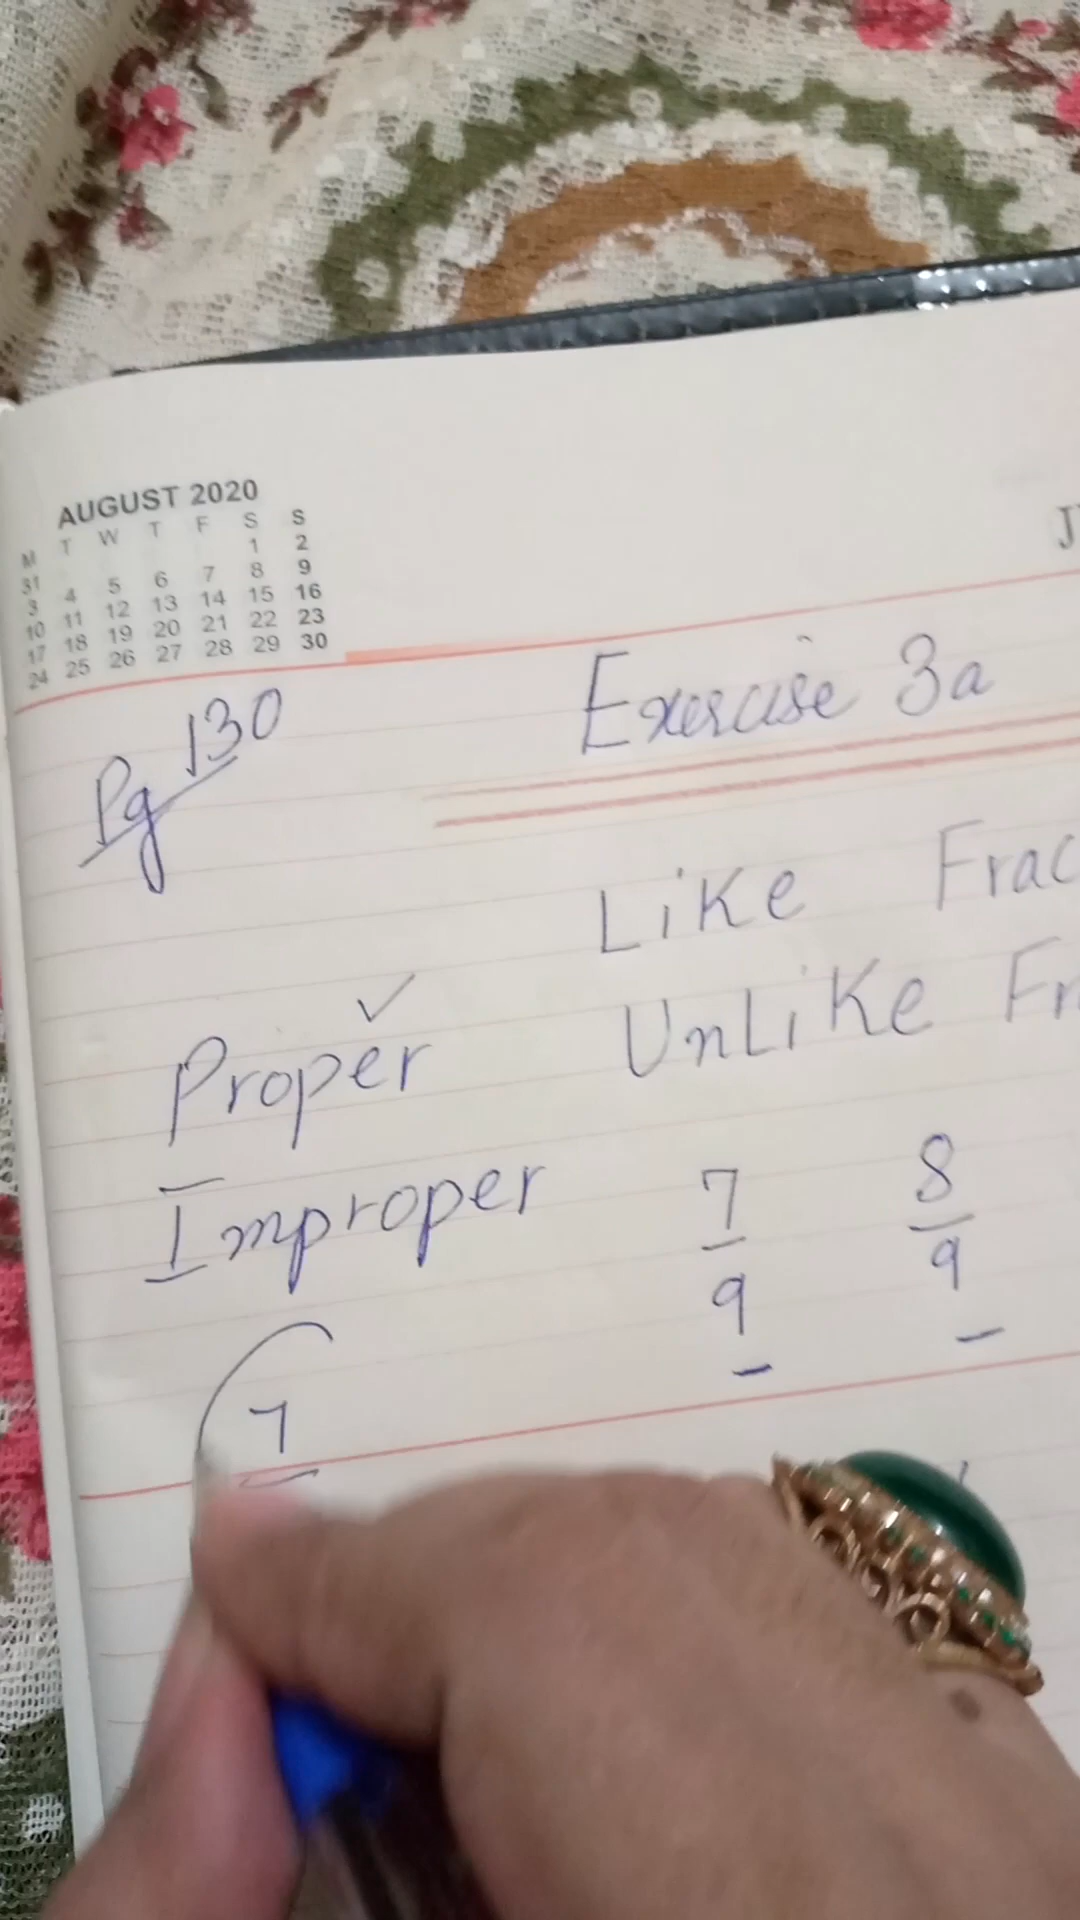 AUGUST 2020
M T W T F S S
31 1 2
3 4 5 6 7 8 9
10 11 12 13 14 15 16
17 18 19 20 21 22 23
24 25 26 27 28 29 30
Pg 130
Exercise 3a
Like Frac
UnLike Fr
Proper ✓
Improper
7/9 8/9
7